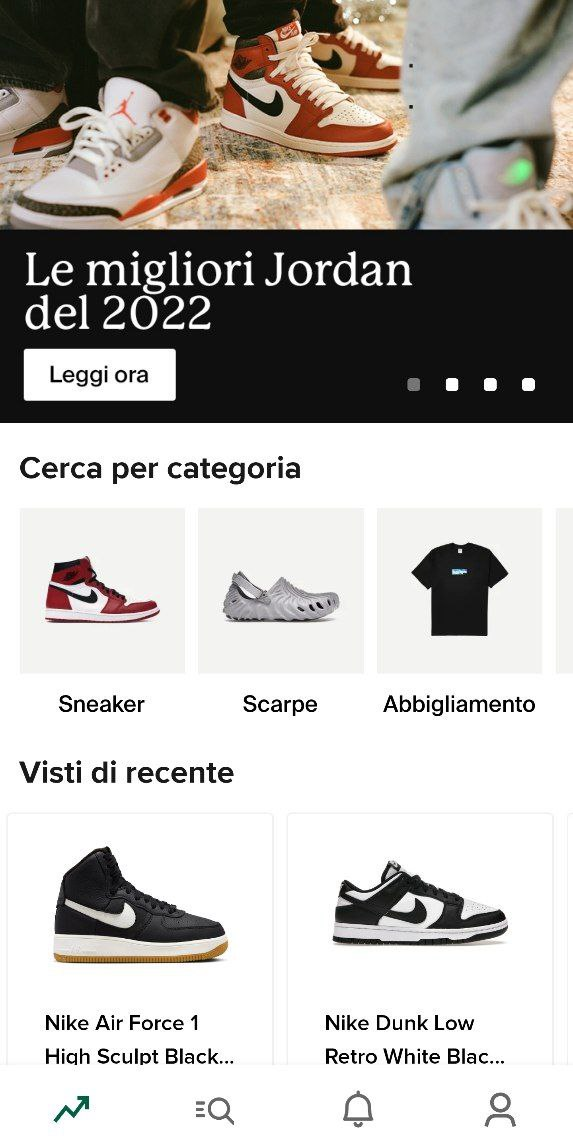 Le migliori Jordan
del 2022
Leggi ora
Cerca per categoria
Sneaker
Scarpe
Abbigliamento
Visti di recente
Nike Air Force 1
High Sculpt Black...
Nike Dunk Low
Retro White Blac...